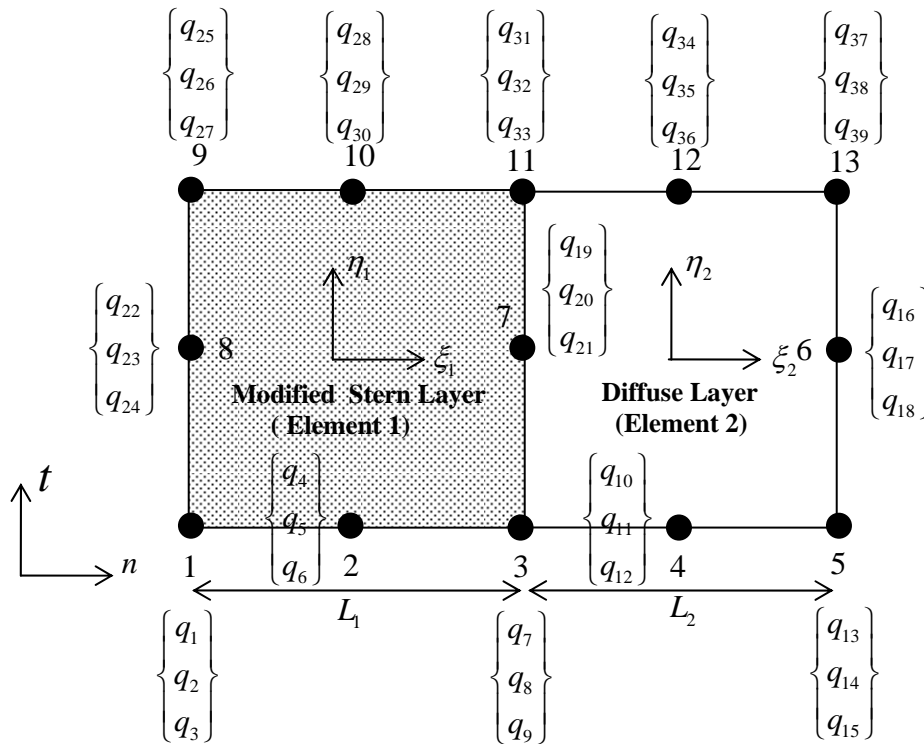 q25 q28 q31 q34 q37
q26 q29 q32 q35 q38
q27 q30 q33 q36 q39
9 10 11 12 13
q19
q20
q21
η1 η2
q22
q23
q24
8
7
ξ1
ξ2
6
q16
q17
q18
Modified Stern Layer
( Element 1)
Diffuse Layer
(Element 2)
q4
q5
q6
q10
q11
q12
t
n
1 2 3 4 5
L1 L2
q1 q7 q13
q2 q8 q14
q3 q9 q15